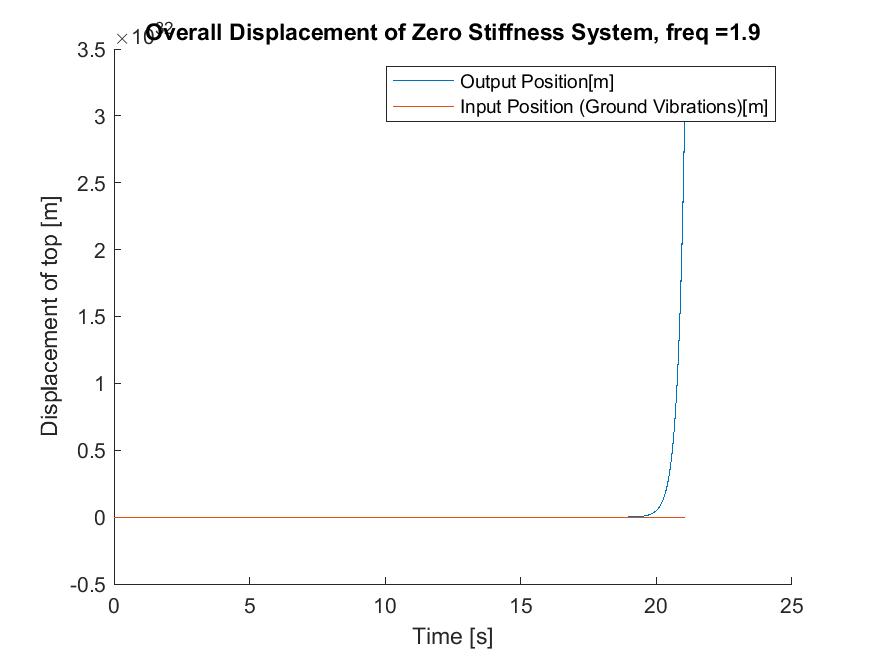 ×10³²
Overall Displacement of Zero Stiffness System, freq =1.9
3.5
Output Position[m]
Input Position (Ground Vibrations)[m]
3
2.5
2
1.5
1
0.5
0
-0.5
Displacement of top [m]
0 5 10 15 20 25
Time [s]